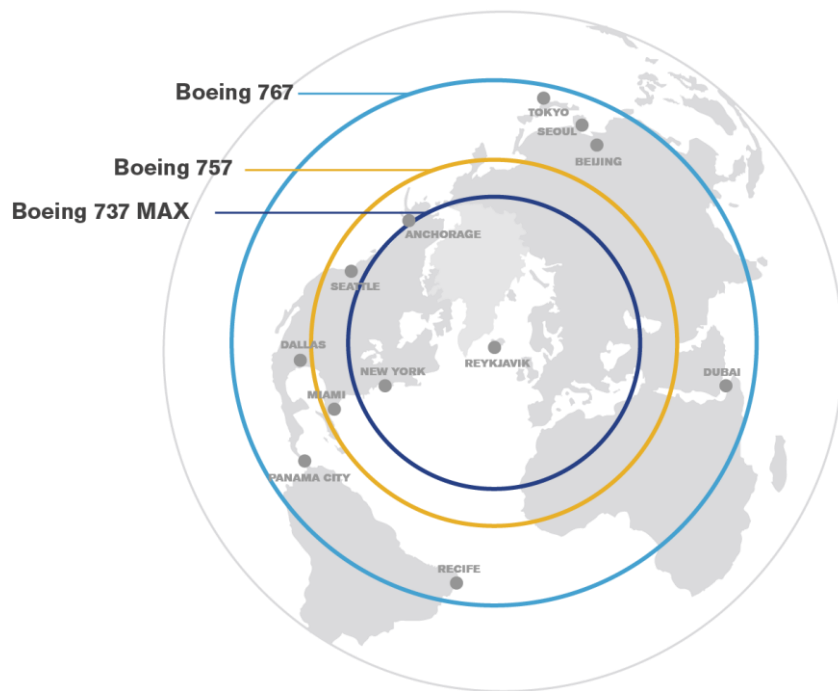 Boeing 767
TOKYO
SEOUL
BEIJING
Boeing 757
Boeing 737 MAX
ANCHORAGE
SEATTLE
DALLAS
REYKJAVIK
NEW YORK
DUBAI
MIAMI
PANAMA CITY
RECIFE